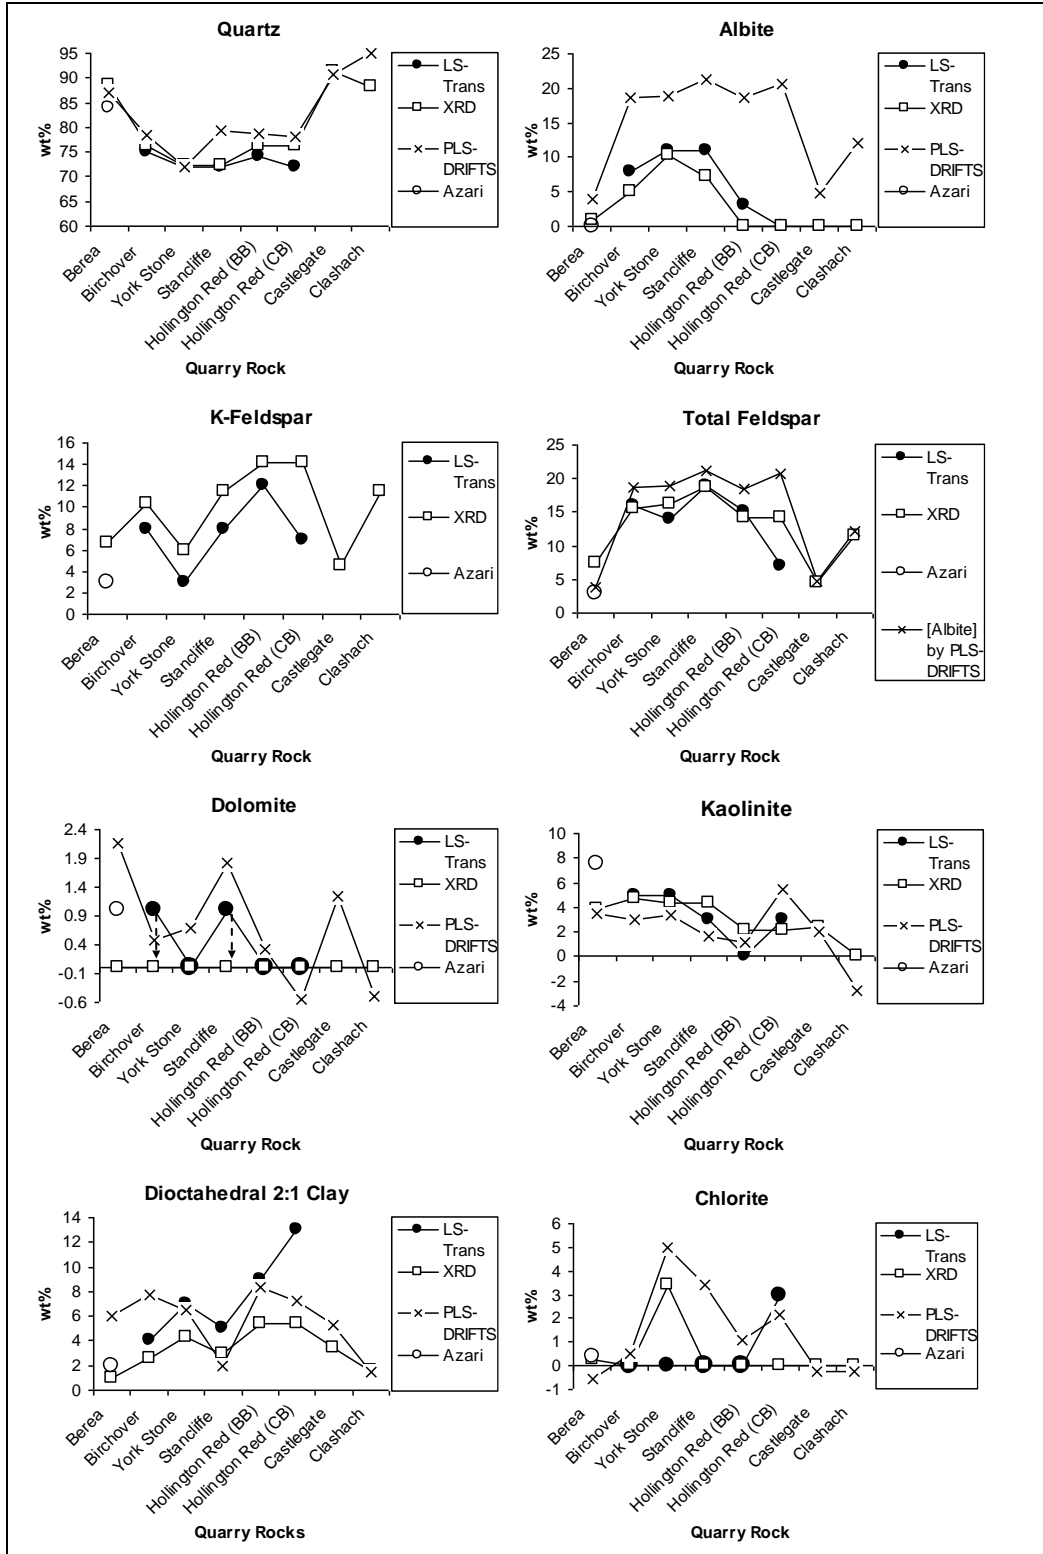 Quartz
95
90
85
80
75
70
65
60
wt%
Berea
Birchover
York Stone
Stancliffe
Hollington Red (BB)
Hollington Red (CB)
Castlegate
Clashach
Quarry Rock
LS-
Trans
XRD
PLS-
DRIFTS
Azari
Albite
25
20
15
10
5
0
wt%
Berea
Birchover
York Stone
Stancliffe
Hollington Red (BB)
Hollington Red (CB)
Castlegate
Clashach
Quarry Rock
LS-
Trans
XRD
PLS-
DRIFTS
Azari
K-Feldspar
16
14
12
10
8
6
4
2
0
wt%
Berea
Birchover
York Stone
Stancliffe
Hollington Red (BB)
Hollington Red (CB)
Castlegate
Clashach
Quarry Rock
LS-
Trans
XRD
Azari
Total Feldspar
25
20
15
10
5
0
wt%
Berea
Birchover
York Stone
Stancliffe
Hollington Red (BB)
Hollington Red (CB)
Castlegate
Clashach
Quarry Rock
LS-
Trans
XRD
Azari
[Albite]
by PLS-
DRIFTS
Dolomite
2.4
1.9
1.4
0.9
0.4
-0.1
-0.6
wt%
Berea
Birchover
York Stone
Stancliffe
Hollington Red (BB)
Hollington Red (CB)
Castlegate
Clashach
Quarry Rock
LS-
Trans
XRD
PLS-
DRIFTS
Azari
Kaolinite
10
8
6
4
2
0
-2
-4
wt%
Berea
Birchover
York Stone
Stancliffe
Hollington Red (BB)
Hollington Red (CB)
Castlegate
Clashach
Quarry Rock
LS-
Trans
XRD
PLS-
DRIFTS
Azari
Dioctahedral 2:1 Clay
14
12
10
8
6
4
2
0
wt%
Berea
Birchover
York Stone
Stancliffe
Hollington Red (BB)
Hollington Red (CB)
Castlegate
Clashach
Quarry Rocks
LS-
Trans
XRD
PLS-
DRIFTS
Azari
Chlorite
6
5
4
3
2
1
0
-1
wt%
Berea
Birchover
York Stone
Stancliffe
Hollington Red (BB)
Hollington Red (CB)
Castlegate
Clashach
Quarry Rock
LS-
Trans
XRD
PLS-
DRIFTS
Azari